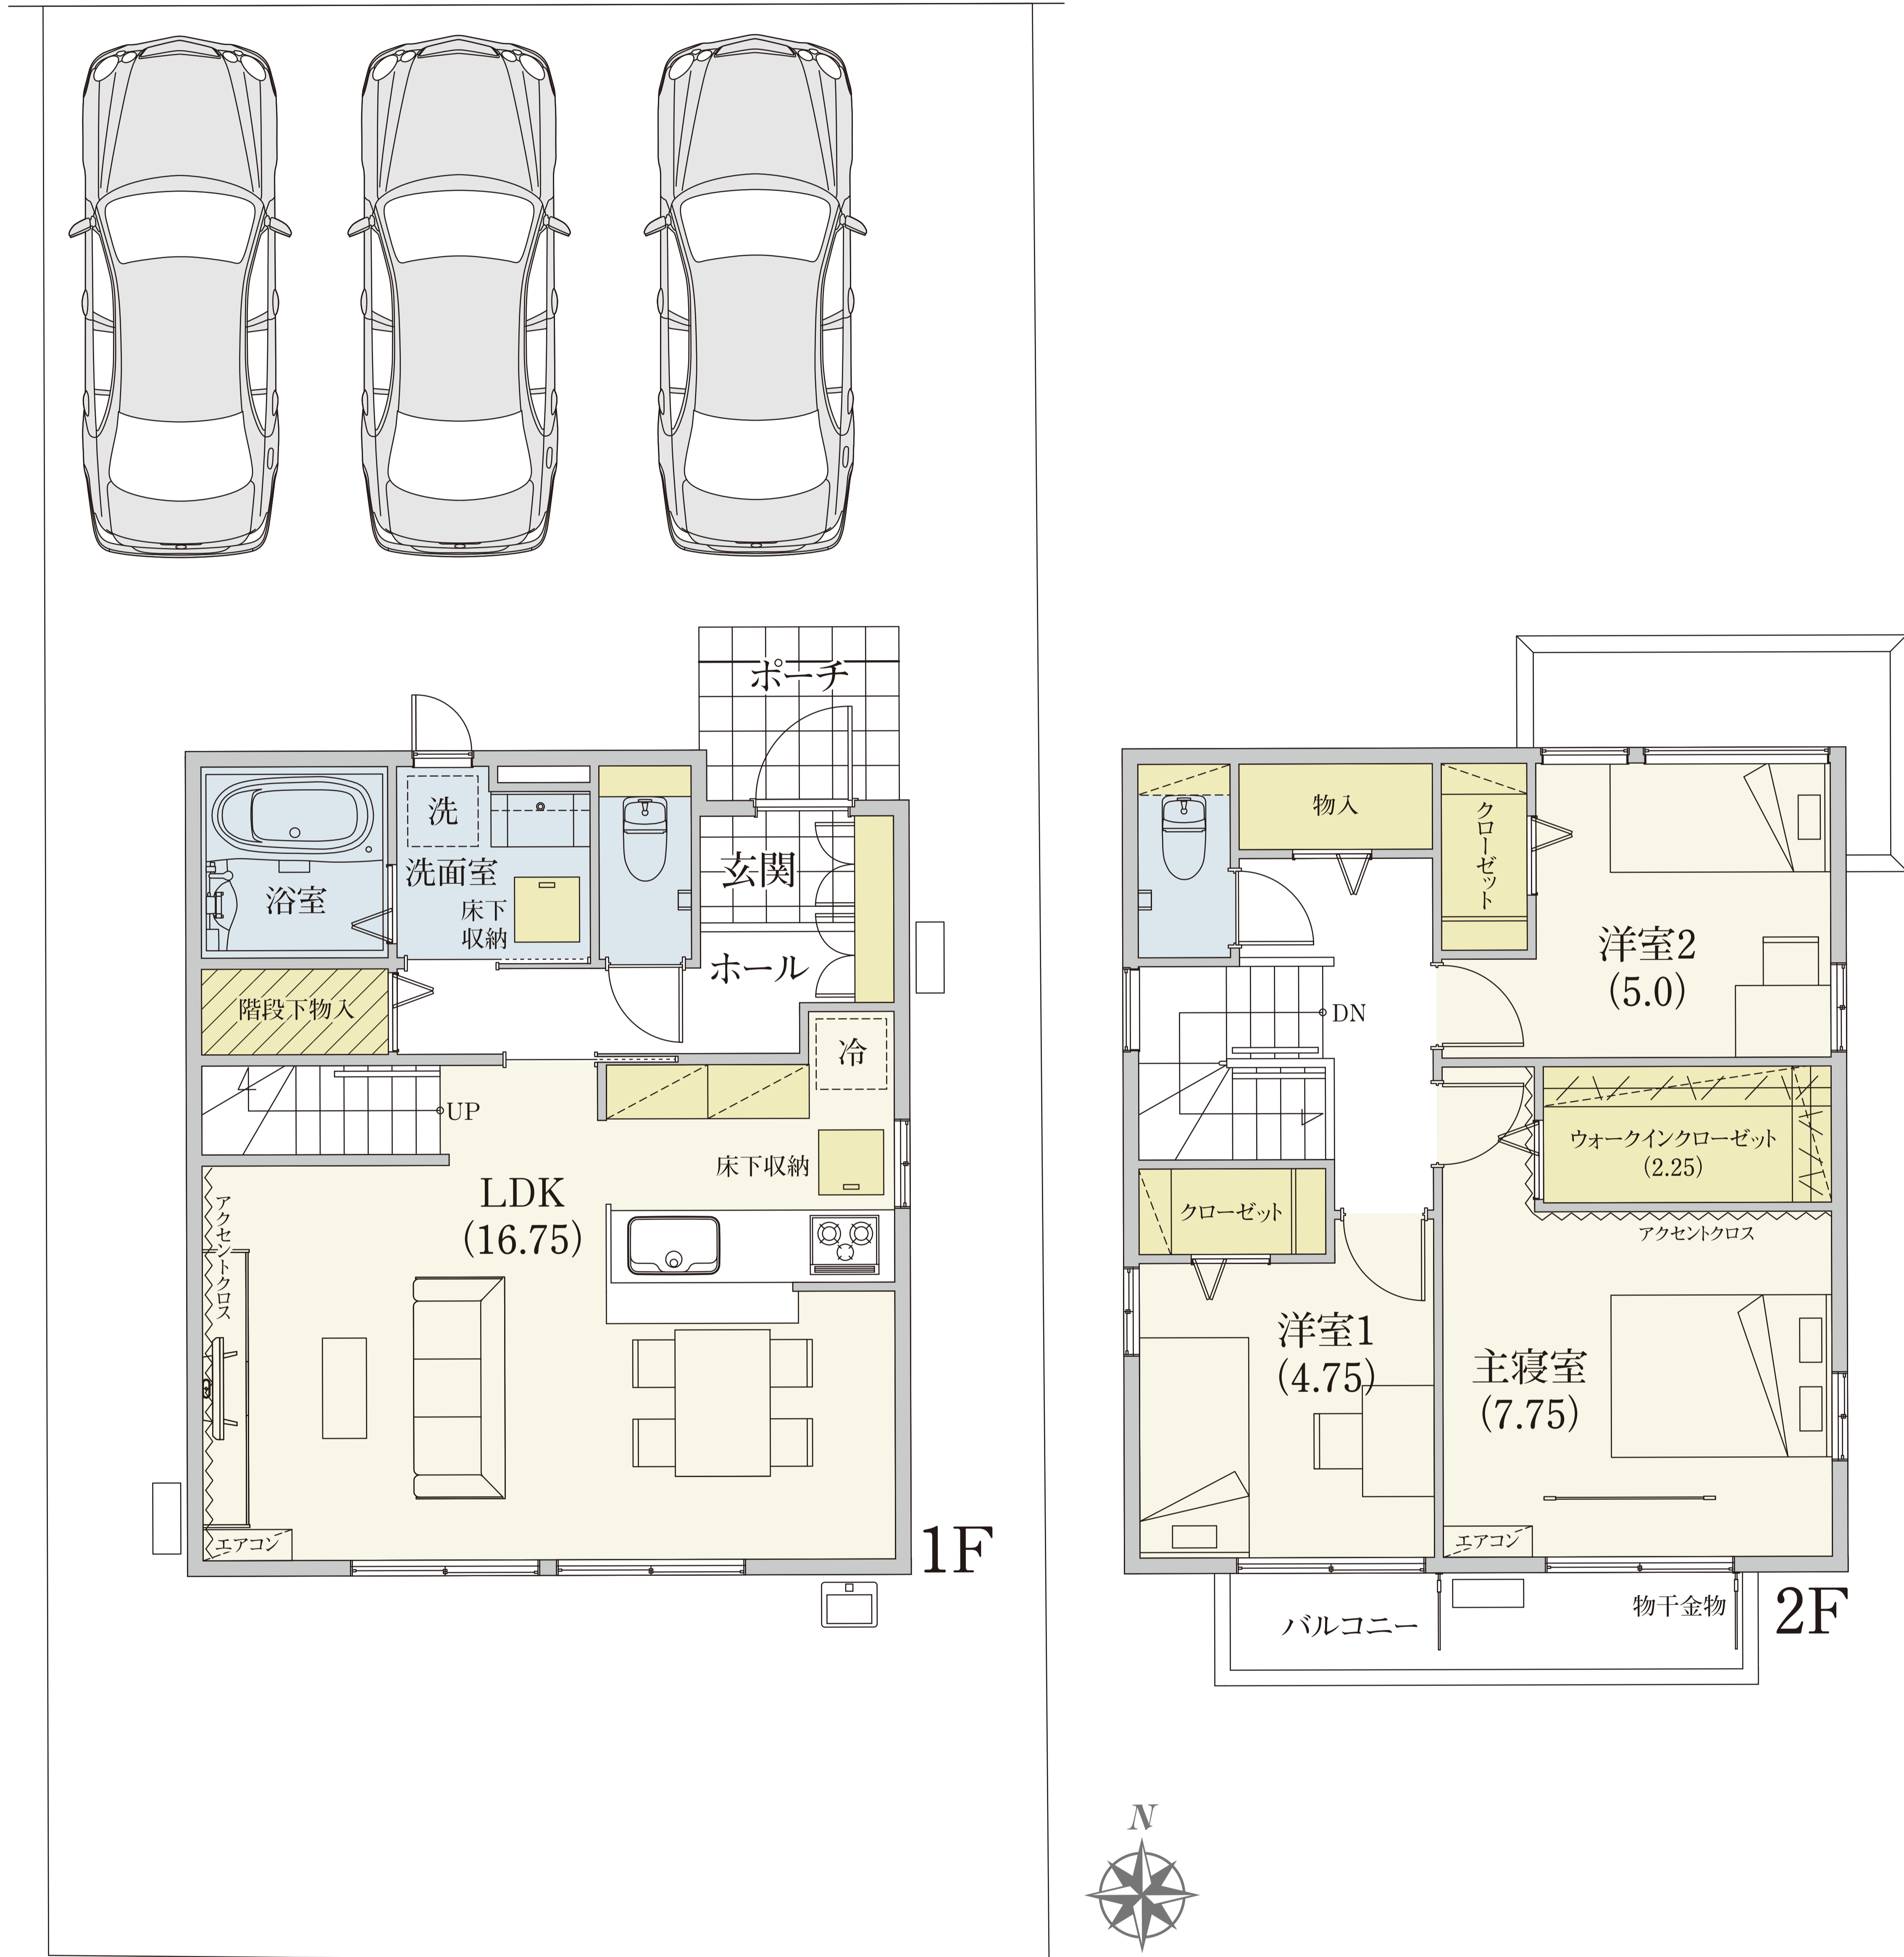 ポーチ
洗
洗面室
床下
収納
浴室
玄関
ホール
階段下物入
冷
UP
床下収納
LDK
(16.75)
アクセントクロス
エアコン
1F
物入
クローゼット
洋室2
(5.0)
DN
ウォークインクローゼット
(2.25)
クローゼット
アクセントクロス
洋室1
(4.75)
主寝室
(7.75)
エアコン
バルコニー
物干金物
2F
N